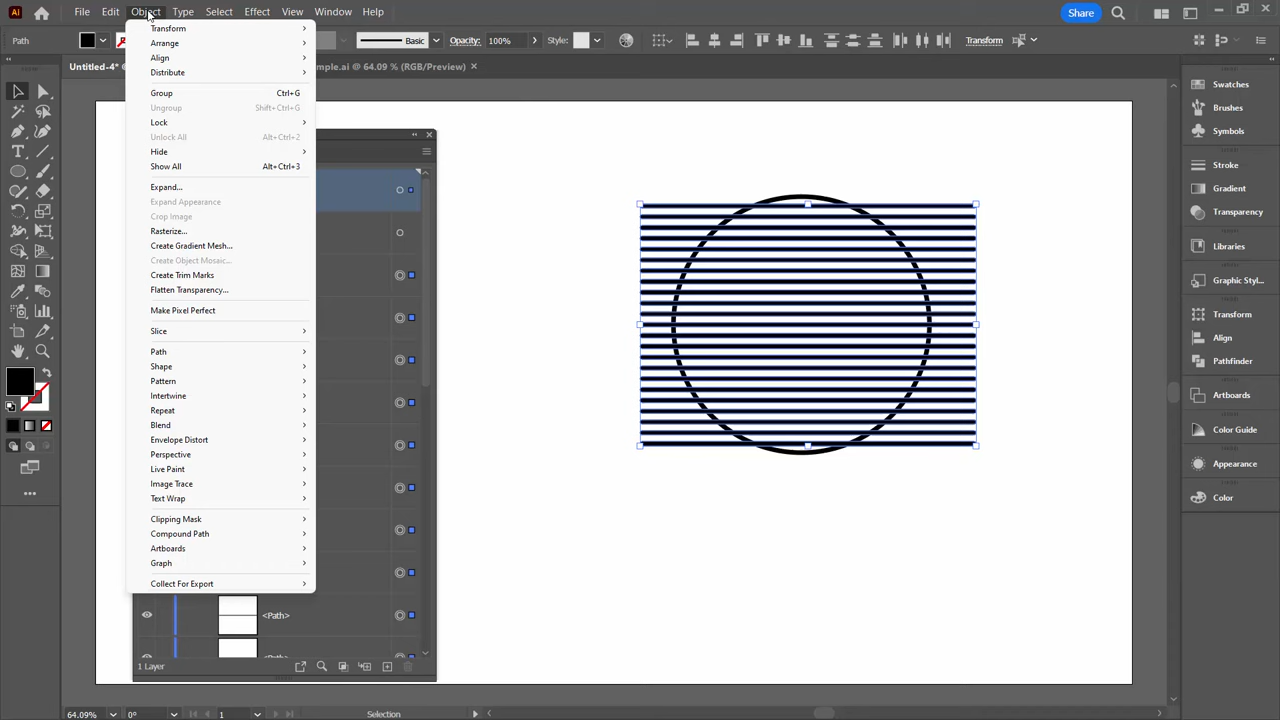 Ai File Edit Object Type Select Effect View Window Help Share
Path Basic Opacity: 100% Style: Transform
Untitled-4* mple.ai @ 64.09 % (RGB/Preview)
Transform
Arrange
Align
Distribute
Group Ctrl+G
Ungroup Shift+Ctrl+G
Lock
Unlock All Alt+Ctrl+2
Hide
Show All Alt+Ctrl+3
Expand...
Expand Appearance
Crop Image
Rasterize...
Create Gradient Mesh...
Create Object Mosaic...
Create Trim Marks
Flatten Transparency...
Make Pixel Perfect
Slice
Path
Shape
Pattern
Intertwine
Repeat
Blend
Envelope Distort
Perspective
Live Paint
Image Trace
Text Wrap
Clipping Mask
Compound Path
Artboards
Graph
Collect For Export
<Path>
1 Layer
Swatches
Brushes
Symbols
Stroke
Gradient
Transparency
Libraries
Graphic Styl...
Transform
Align
Pathfinder
Artboards
Color Guide
Appearance
Color
64.09% 0° 1 Selection